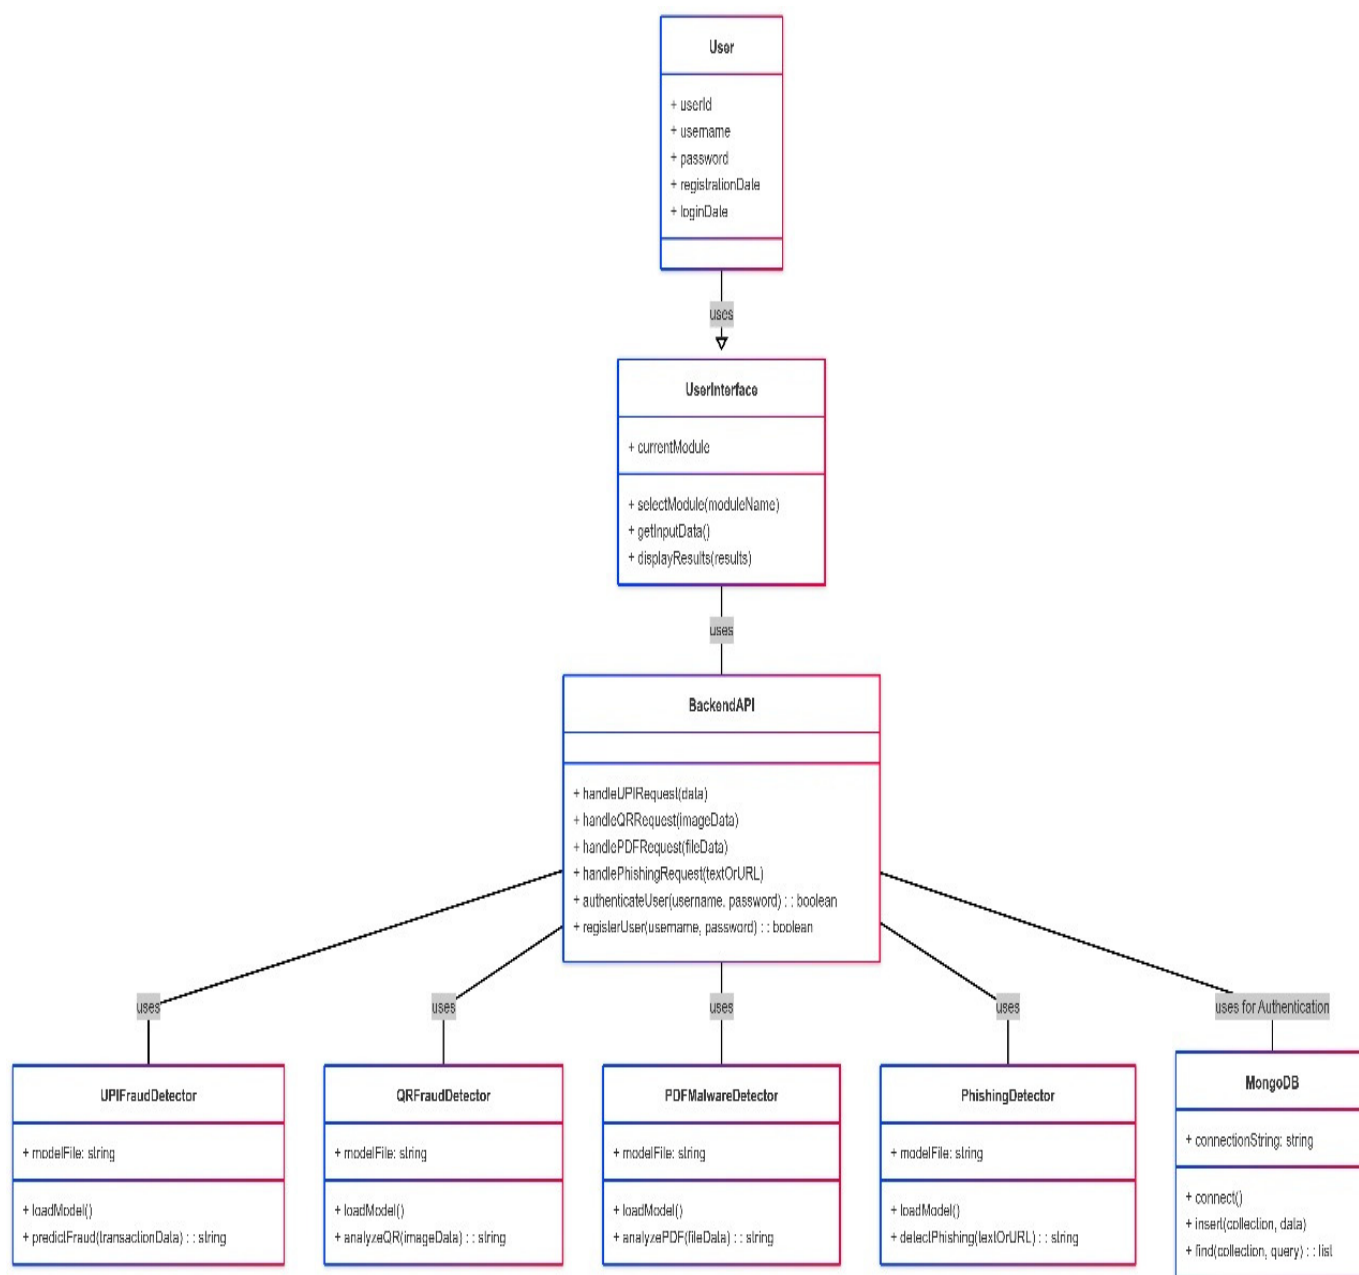 User
+ userId
+ username
+ password
+ registrationDate
+ loginDate
uses
UserInterface
+ currentModule
+ selectModule(moduleName)
+ getInputData()
+ displayResults(results)
uses
BackendAPI
+ handleUPIRequest(data)
+ handleQRRequest(imageData)
+ handlePDFRequest(fileData)
+ handlePhishingRequest(textOrURL)
+ authenticateUser(username, password) : : boolean
+ registerUser(username, password) : : boolean
uses
uses
uses
uses
uses for Authentication
UPIFraudDetector
+ modelFile: string
+ loadModel()
+ predictFraud(transactionData) : : string
QRFraudDetector
+ modelFile: string
+ loadModel()
+ analyzeQR(imageData) : : string
PDFMalwareDetector
+ modelFile: string
+ loadModel()
+ analyzePDF(fileData) : : string
PhishingDetector
+ modelFile: string
+ loadModel()
+ detectPhishing(textOrURL) : : string
MongoDB
+ connectionString: string
+ connect()
+ insert(collection, data)
+ find(collection, query) : : list